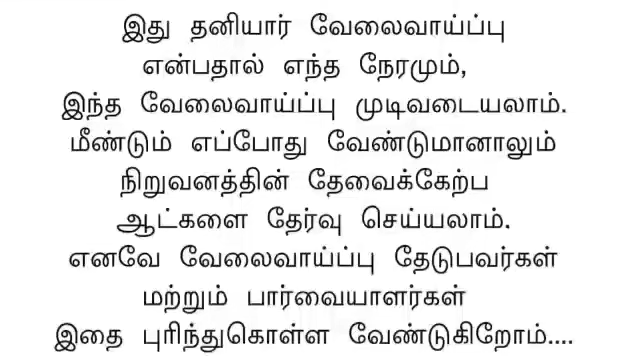 இது தனியார் வேலைவாய்ப்பு
என்பதால் எந்த நேரமும்,
இந்த வேலைவாய்ப்பு முடிவடையலாம்.
மீண்டும் எப்போது வேண்டுமானாலும்
நிறுவனத்தின் தேவைக்கேற்ப
ஆட்களை தேர்வு செய்யலாம்.
எனவே வேலைவாய்ப்பு தேடுபவர்கள்
மற்றும் பார்வையாளர்கள்
இதை புரிந்துகொள்ள வேண்டுகிறோம்....